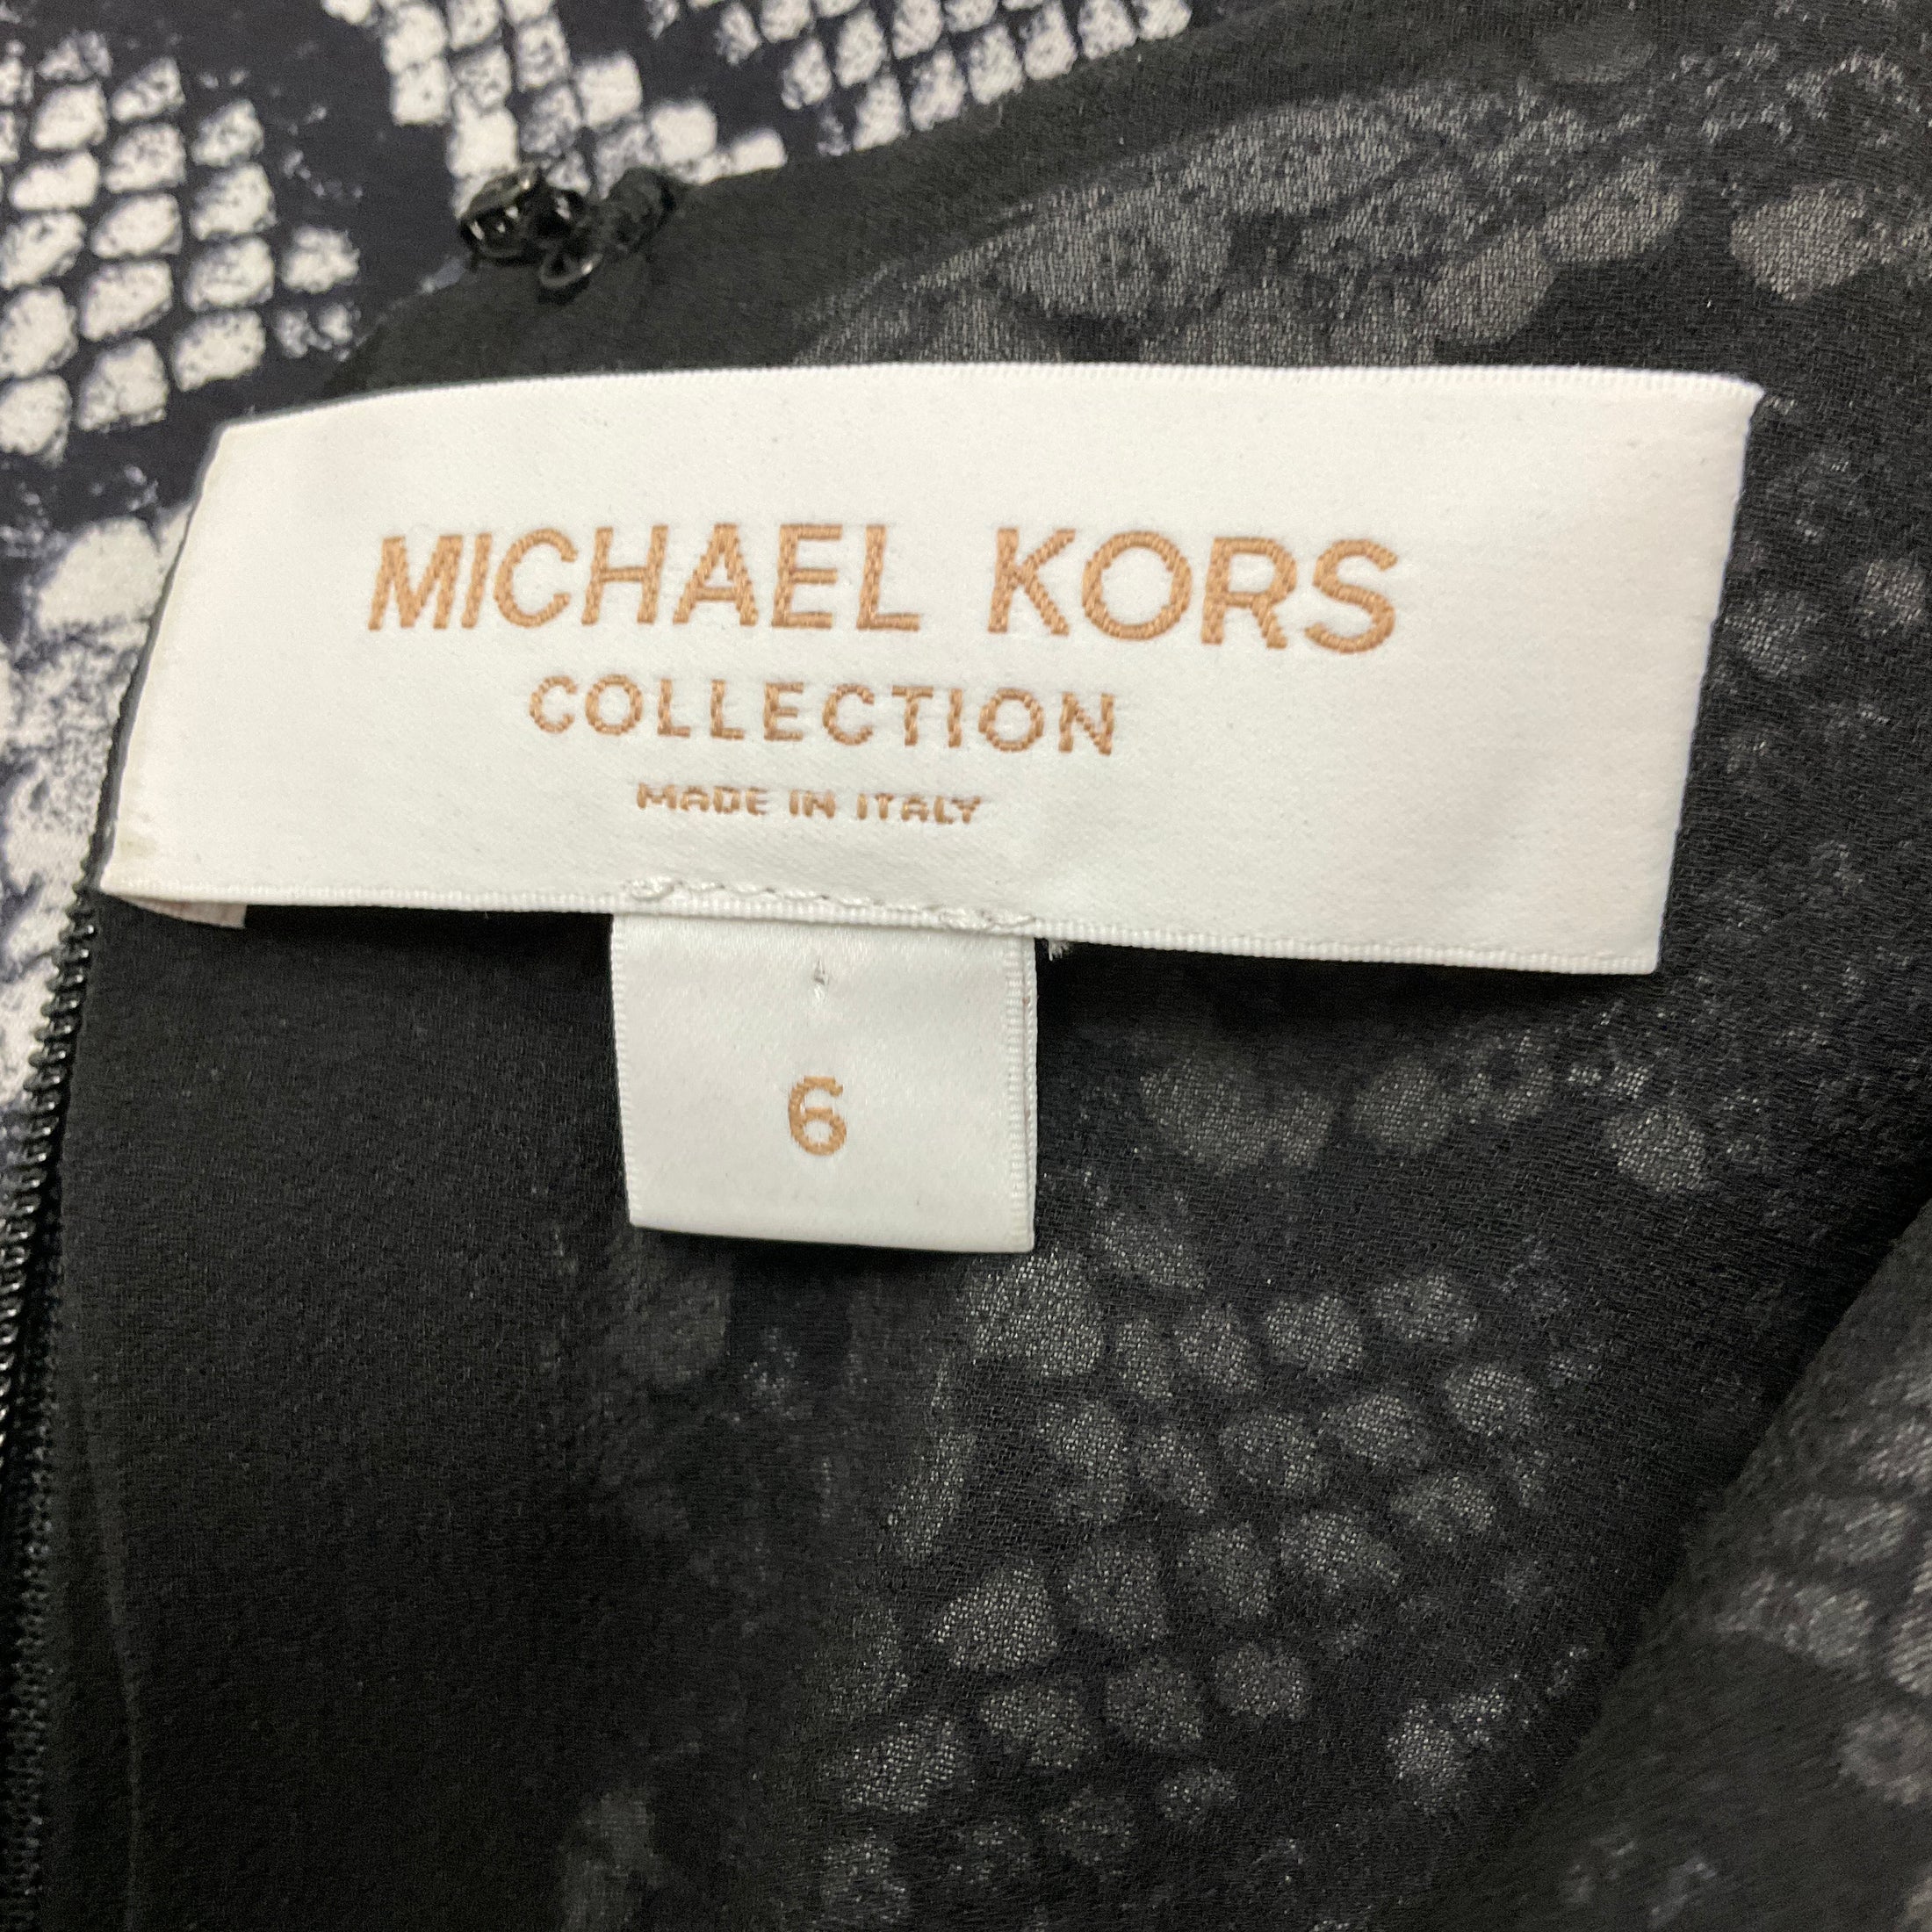 MICHAEL KORS
COLLECTION
MADE IN ITALY
6